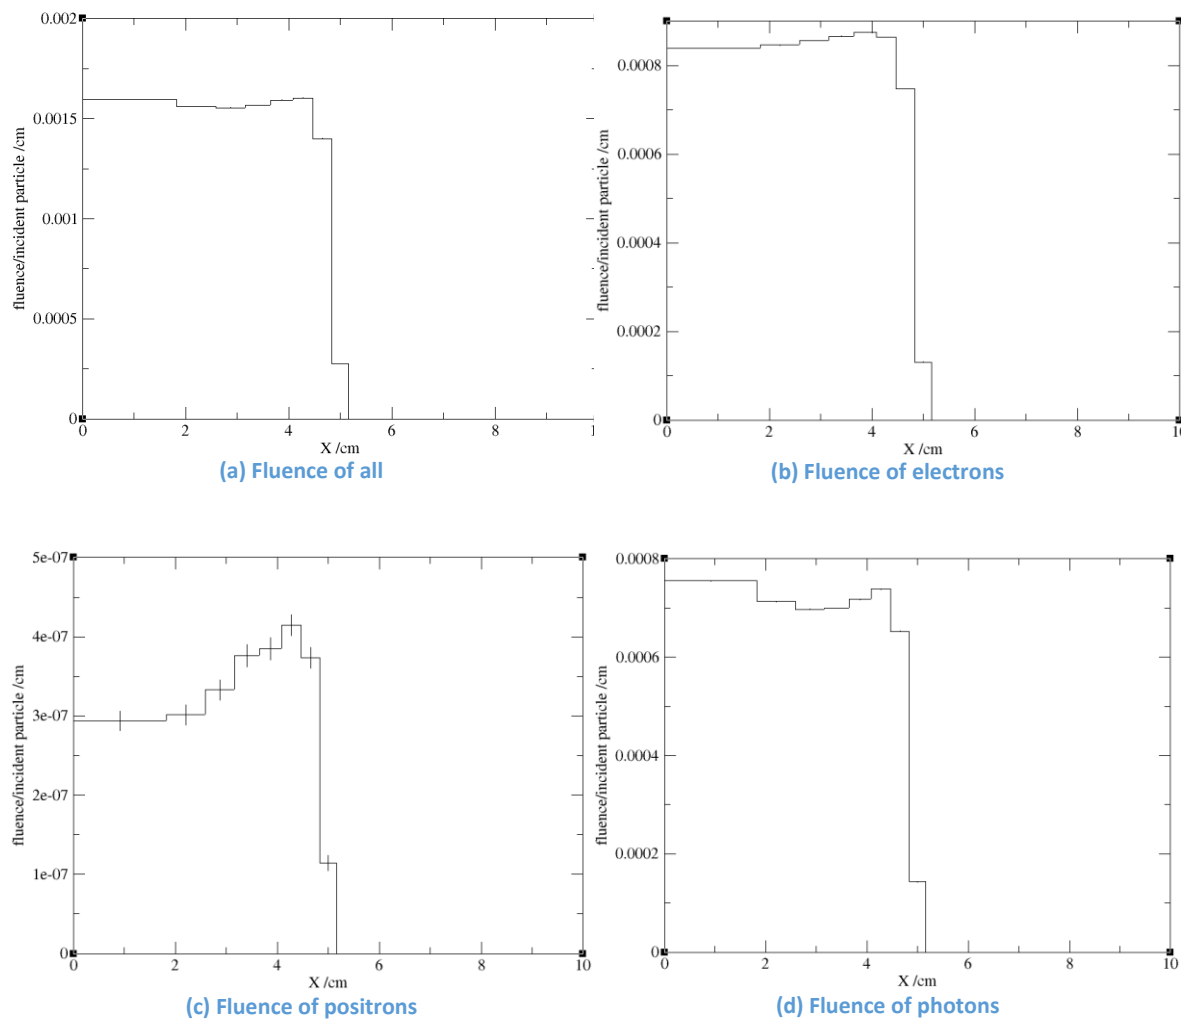 0.002
0.0015
0.001
0.0005
0
fluence/incident particle /cm
0 2 4 6 8 1
X /cm
(a) Fluence of all
0.0008
0.0006
0.0004
0.0002
0
fluence/incident particle /cm
0 2 4 6 8 10
X /cm
(b) Fluence of electrons
5e-07
4e-07
3e-07
2e-07
1e-07
0
fluence/incident particle /cm
0 2 4 6 8 10
X /cm
(c) Fluence of positrons
0.0008
0.0006
0.0004
0.0002
0
fluence/incident particle /cm
0 2 4 6 8 10
X /cm
(d) Fluence of photons